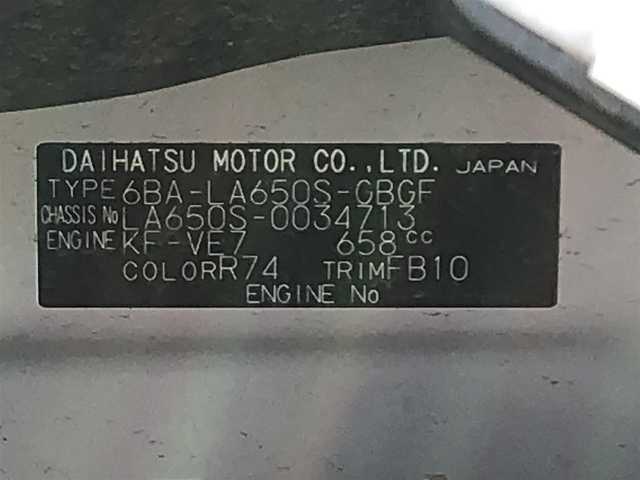 DAIHATSU MOTOR CO.,LTD. JAPAN
TYPE 6BA-LA650S-GBGF
CHASSIS No LA650S-0034713
ENGINE KF-VE7 658cc
COLOR R74 TRIM FB10
ENGINE No